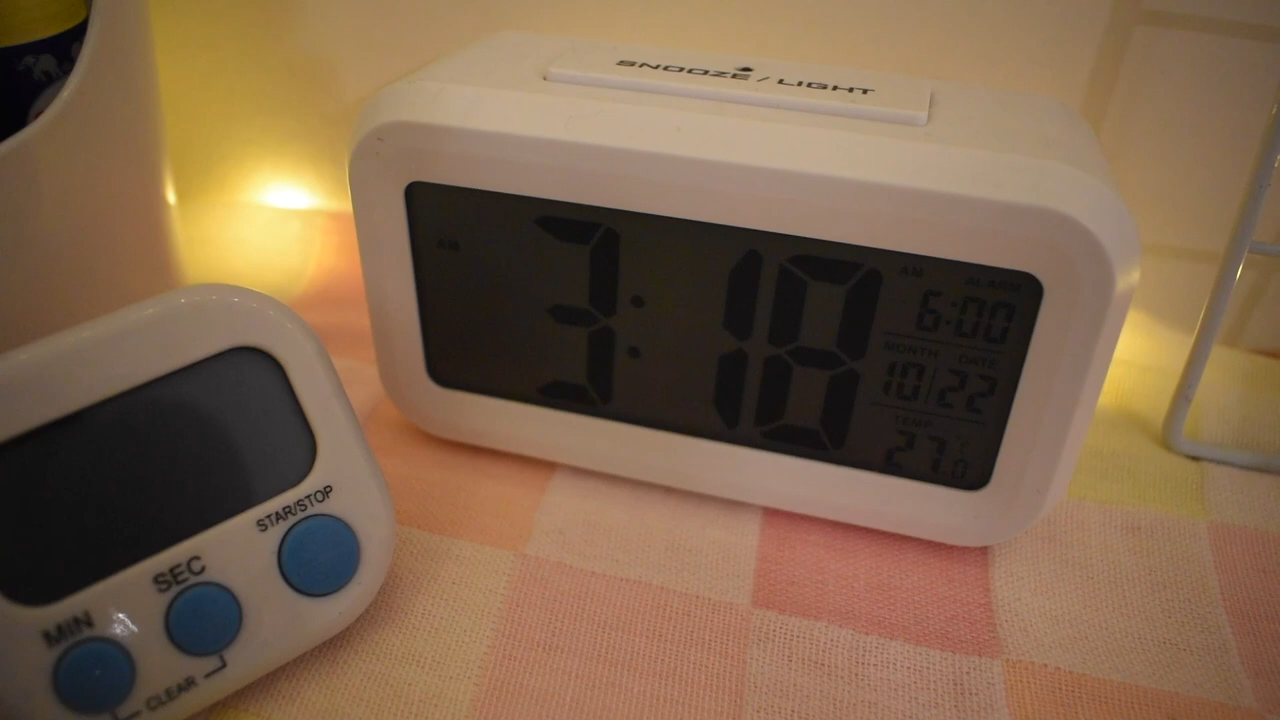 SNOOZE / LIGHT
AM
3:18
AM ALARM
6:00
MONTH DATE
10 22
TEMP
27.0
STAR/STOP
SEC
MIN
CLEAR